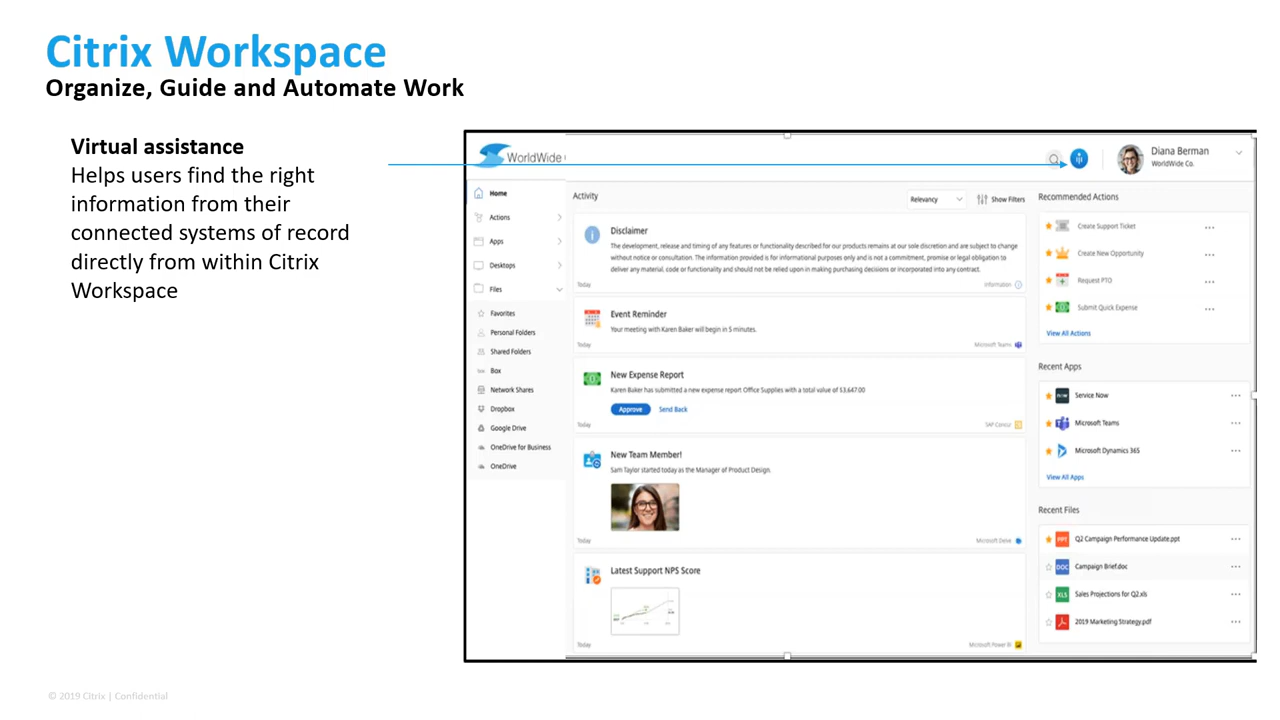 Citrix Workspace
Organize, Guide and Automate Work
Virtual assistance
Helps users find the right
information from their
connected systems of record
directly from within Citrix
Workspace
WorldWide
Diana Berman
WorldWide Co.
Home
Actions
Apps
Desktops
Files
Favorites
Personal Folders
Shared Folders
Box
Network Shares
Dropbox
Google Drive
OneDrive for Business
OneDrive
Activity
Relevancy
Show Filters
Disclaimer
The development, release and timing of any features or functionality described for our products remains at our sole discretion and are subject to change
without notice or consultation. The information provided is for informational purposes only and is not a commitment, promise or legal obligation to
deliver any material, code or functionality and should not be relied upon in making purchasing decisions or incorporated into any contract.
Today
Information
Event Reminder
Your meeting with Karen Baker will begin in 5 minutes.
Today
Microsoft Teams
New Expense Report
Karen Baker has submitted a new expense report Office Supplies with a total value of $3,647.00
Approve
Send Back
Today
SAP Concur
New Team Member!
Sam Taylor started today as the Manager of Product Design.
Today
Microsoft Delve
Latest Support NPS Score
Today
Microsoft Power BI
Recommended Actions
Create Support Ticket
Create New Opportunity
Request PTO
Submit Quick Expense
View All Actions
Recent Apps
now
Service Now
Microsoft Teams
Microsoft Dynamics 365
View All Apps
Recent Files
PPT
Q2 Campaign Performance Update.ppt
DOC
Campaign Brief.doc
XLS
Sales Projections for Q2.xls
2019 Marketing Strategy.pdf
© 2019 Citrix | Confidential